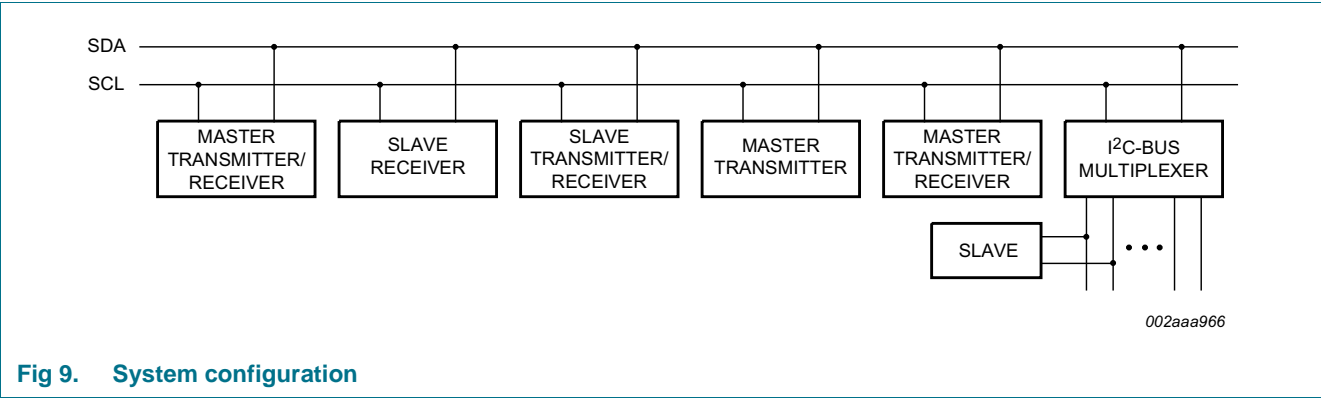 SDA
SCL
MASTER
TRANSMITTER/
RECEIVER
SLAVE
RECEIVER
SLAVE
TRANSMITTER/
RECEIVER
MASTER
TRANSMITTER
MASTER
TRANSMITTER/
RECEIVER
I²C-BUS
MULTIPLEXER
SLAVE
002aaa966
Fig 9. System configuration